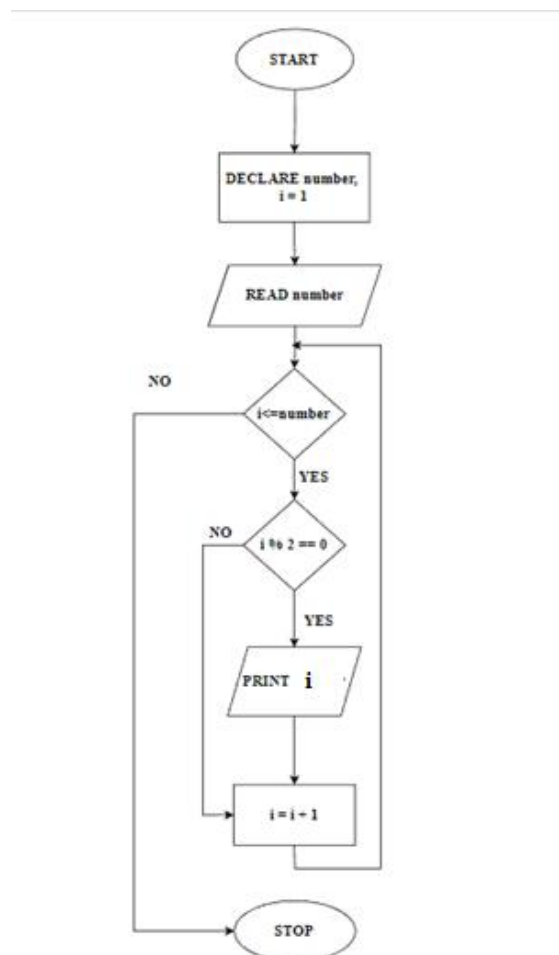 START
DECLARE number,
i = 1
READ number
NO
i<=number
YES
NO
i % 2 == 0
YES
PRINT i
i = i + 1
STOP